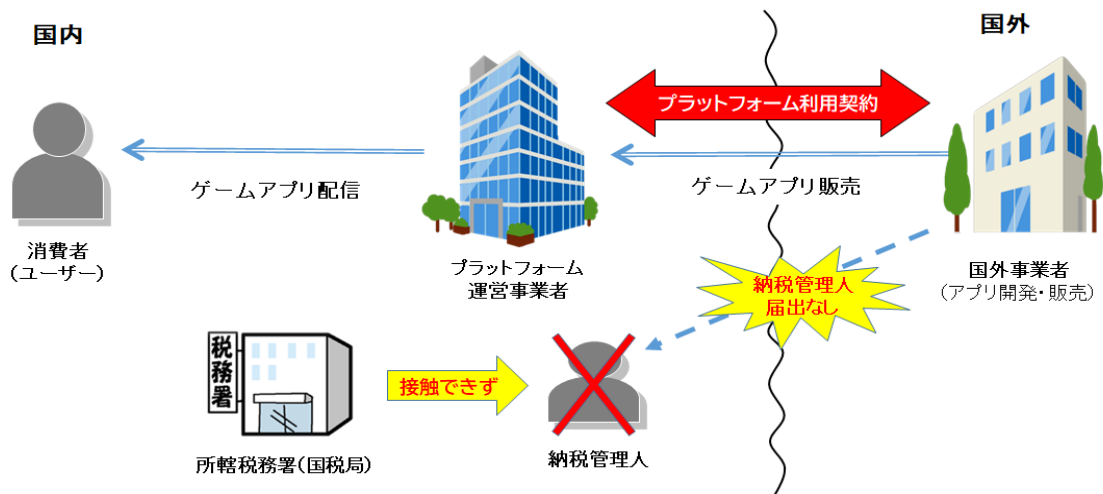 国内
国外
プラットフォーム利用契約
ゲームアプリ配信
ゲームアプリ販売
消費者
(ユーザー)
プラットフォーム
運営事業者
国外事業者
(アプリ開発・販売)
納税管理人
届出なし
税務署
接触できず
所轄税務署(国税局)
納税管理人